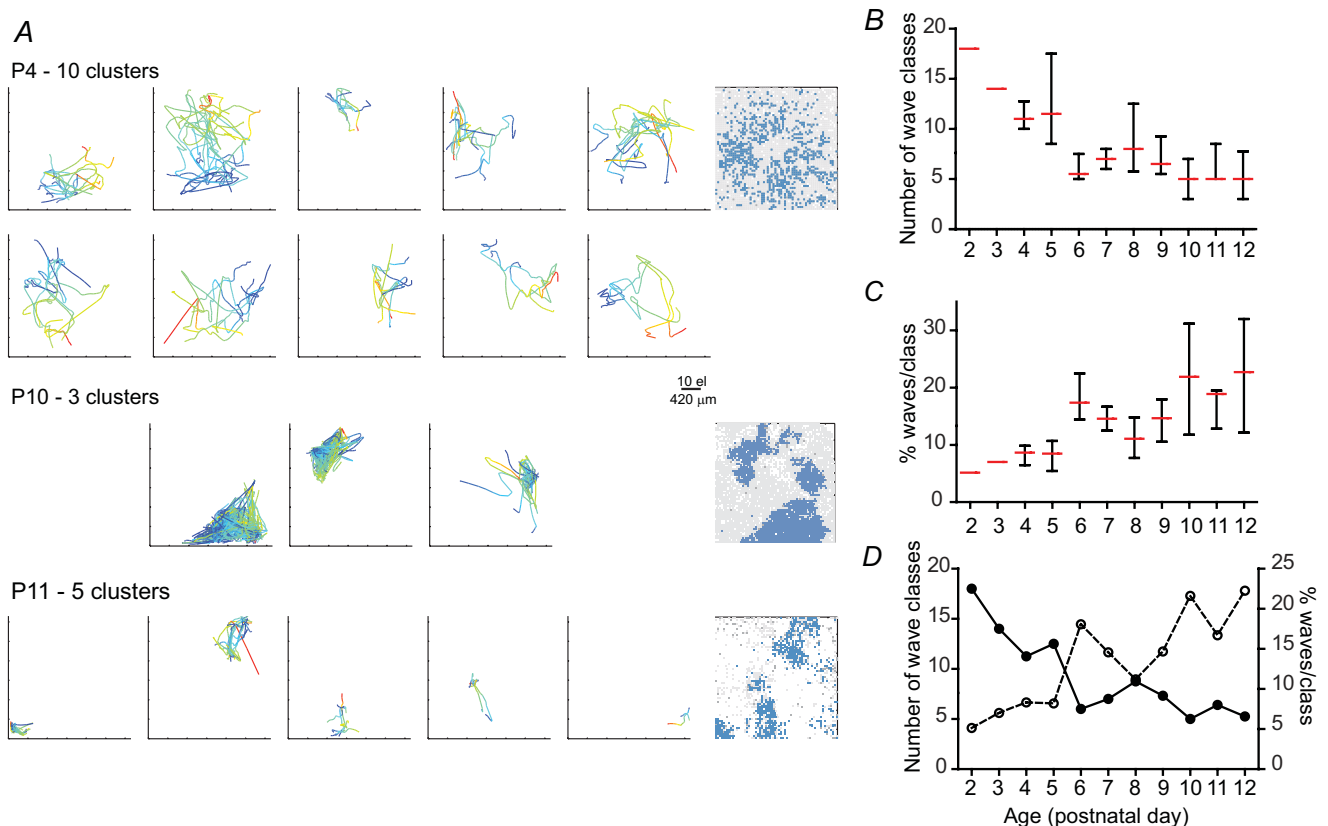 A
P4 - 10 clusters
10 el
420 μm
P10 - 3 clusters
P11 - 5 clusters
B
Number of wave classes
20
15
10
5
0
2 3 4 5 6 7 8 9 10 11 12
C
% waves/class
30
20
10
0
2 3 4 5 6 7 8 9 10 11 12
D
Number of wave classes
20
15
10
5
0
25
20
15
10
5
0
% waves/class
2 3 4 5 6 7 8 9 10 11 12
Age (postnatal day)